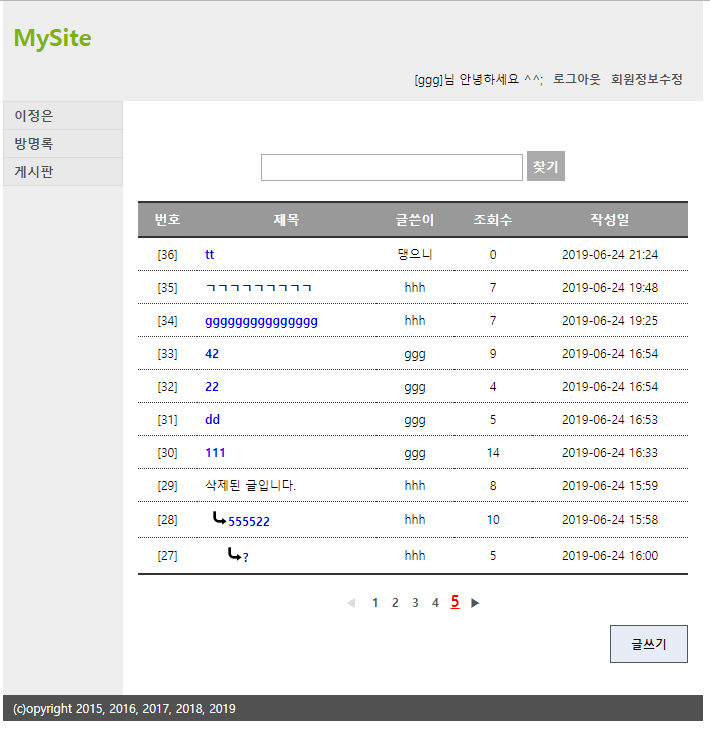 MySite
[ggg]님 안녕하세요 ^^; 로그아웃 회원정보수정
이정은
방명록
게시판
찾기
번호 제목 글쓴이 조회수 작성일
[36] tt 댕으니 0 2019-06-24 21:24
[35] ㄱㄱㄱㄱㄱㄱㄱㄱㄱ hhh 7 2019-06-24 19:48
[34] ggggggggggggggg hhh 7 2019-06-24 19:25
[33] 42 ggg 9 2019-06-24 16:54
[32] 22 ggg 4 2019-06-24 16:54
[31] dd ggg 5 2019-06-24 16:53
[30] 111 ggg 14 2019-06-24 16:33
[29] 삭제된 글입니다. hhh 8 2019-06-24 15:59
[28] 555522 hhh 10 2019-06-24 15:58
[27] ? hhh 5 2019-06-24 16:00
◀ 1 2 3 4 5 ▶
글쓰기
(c)opyright 2015, 2016, 2017, 2018, 2019